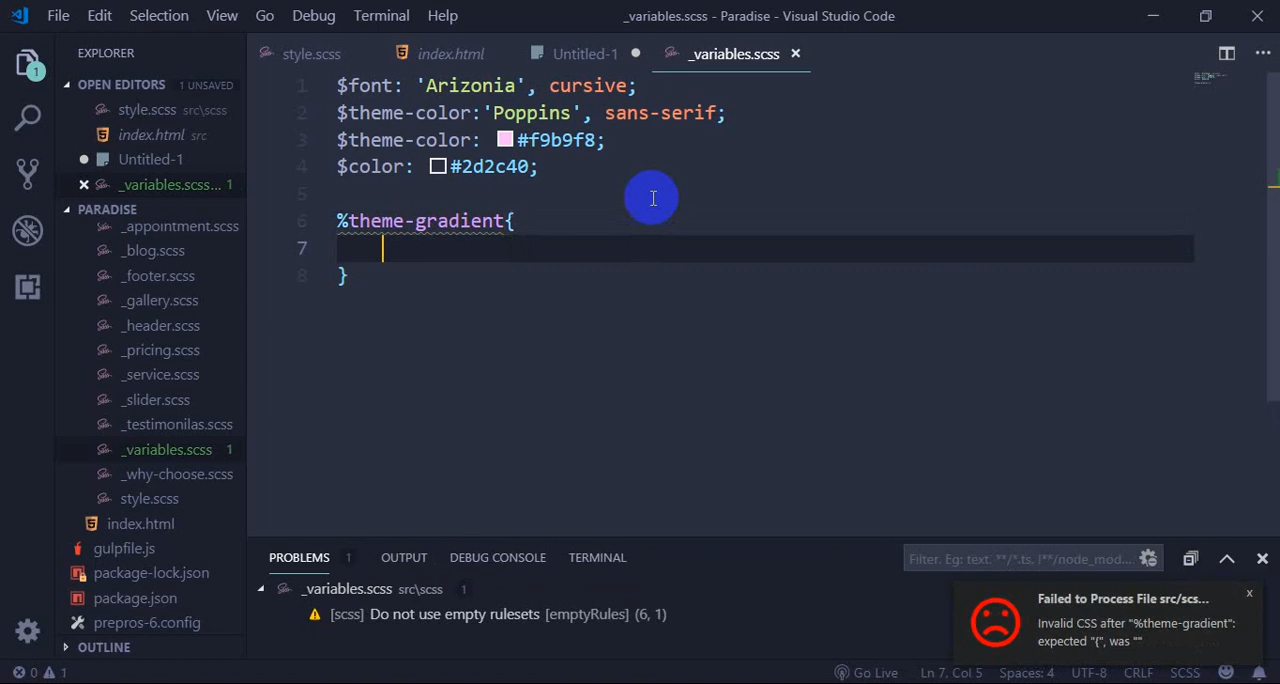 File Edit Selection View Go Debug Terminal Help _variables.scss - Paradise - Visual Studio Code
EXPLORER
style.scss index.html Untitled-1 _variables.scss
OPEN EDITORS 1 UNSAVED
style.scss src\scss
index.html src
Untitled-1
_variables.scss... 1
PARADISE
_appointment.scss
_blog.scss
_footer.scss
_gallery.scss
_header.scss
_pricing.scss
_service.scss
_slider.scss
_testimonilas.scss
_variables.scss 1
_why-choose.scss
style.scss
index.html
gulpfile.js
package-lock.json
package.json
prepros-6.config
OUTLINE
1 $font: 'Arizonia', cursive;
2 $theme-color:'Poppins', sans-serif;
3 $theme-color: #f9b9f8;
4 $color: #2d2c40;
5
6 %theme-gradient{
7
8 }
PROBLEMS 1 OUTPUT DEBUG CONSOLE TERMINAL
Filter. Eg: text, **/*.ts, !**/node_mod...
_variables.scss src\scss 1
[scss] Do not use empty rulesets [emptyRules] (6, 1)
Failed to Process File src/scs... x
Invalid CSS after "%theme-gradient":
expected "{", was ""
0 1 Go Live Ln 7, Col 5 Spaces: 4 UTF-8 CRLF SCSS